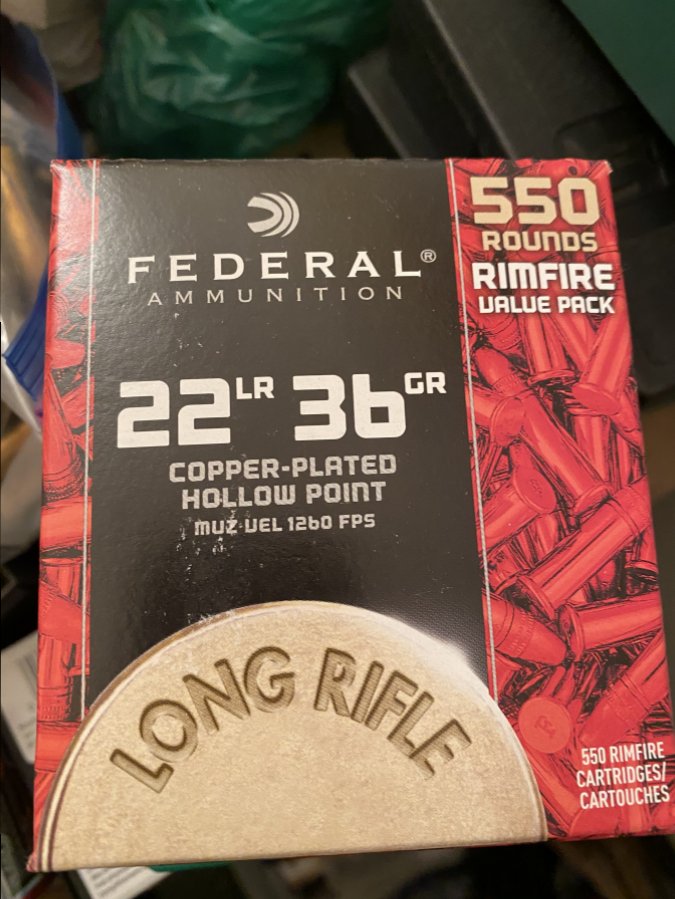 FEDERAL®
AMMUNITION
22 LR 36 GR
COPPER-PLATED
HOLLOW POINT
MUZ VEL 1260 FPS
LONG RIFLE
550
ROUNDS
RIMFIRE
VALUE PACK
550 RIMFIRE
CARTRIDGES/
CARTOUCHES